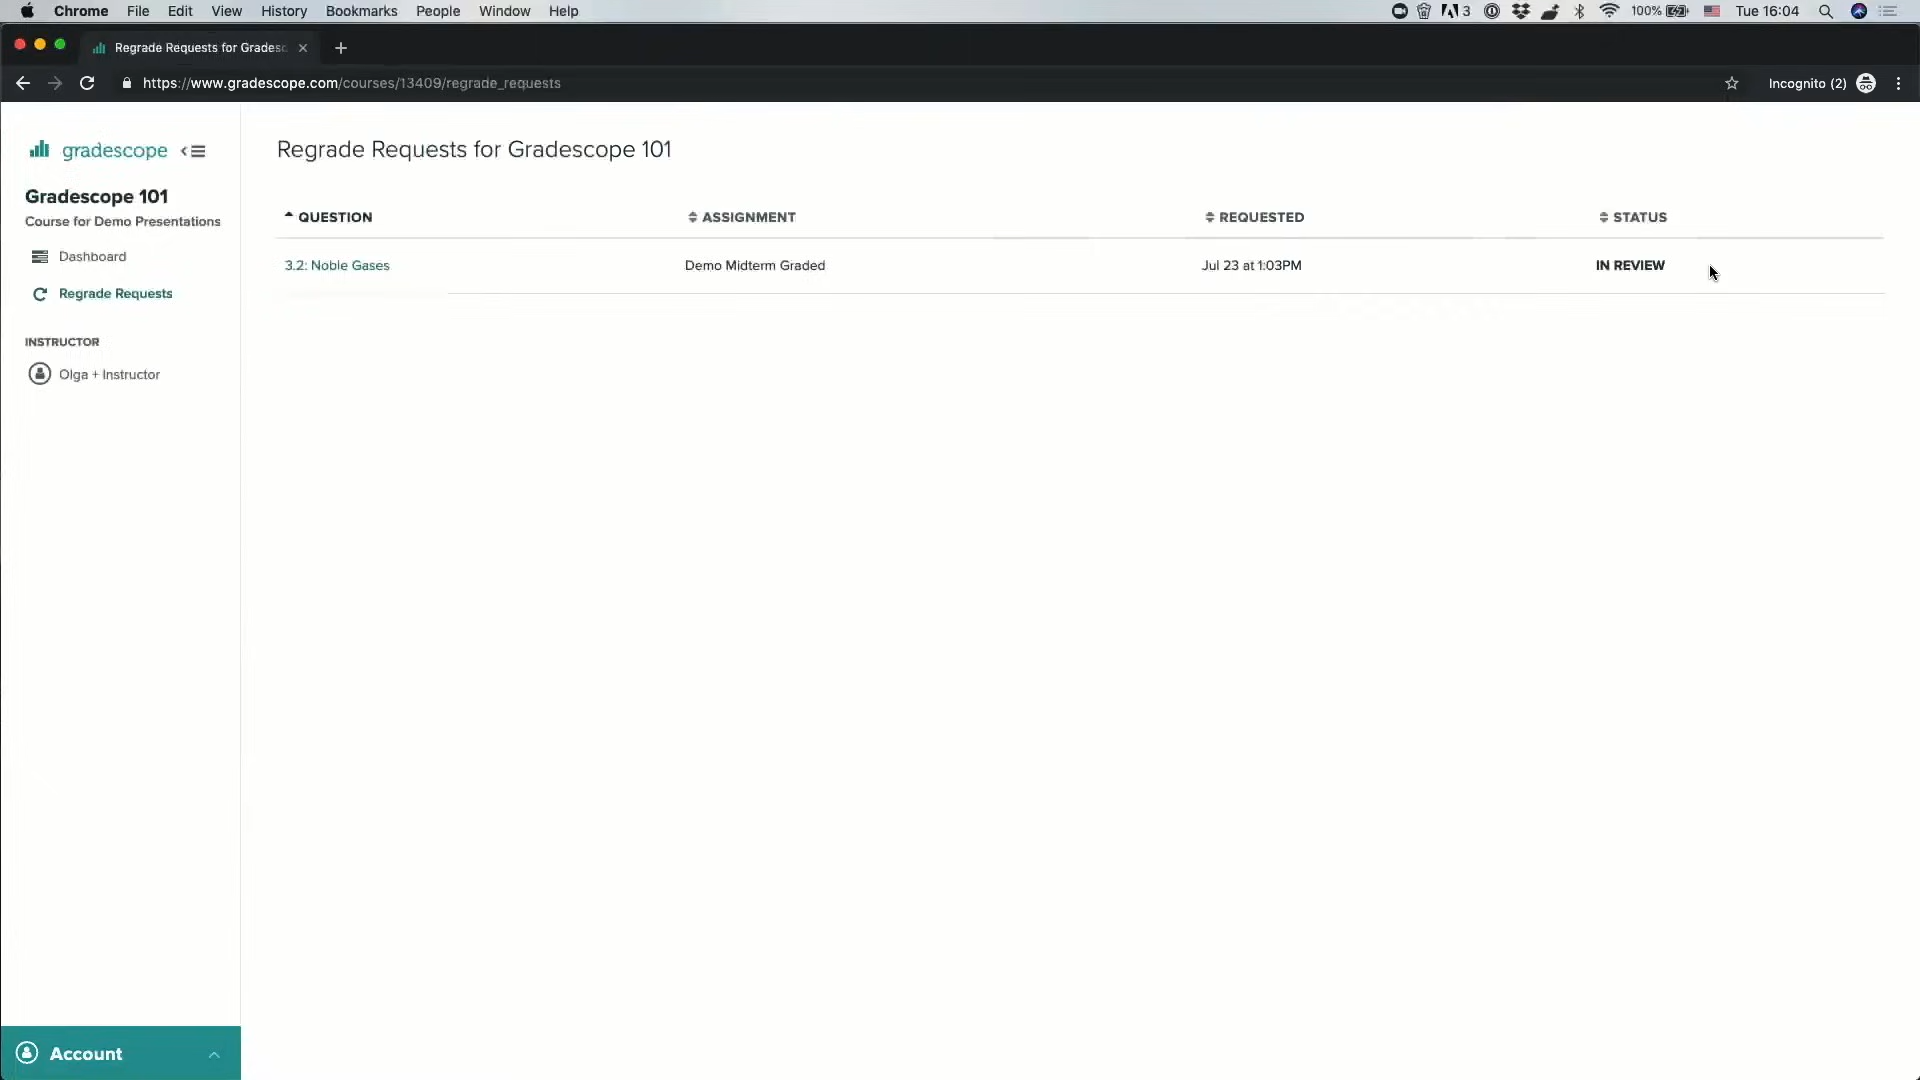 Chrome File Edit View History Bookmarks People Window Help 3 100% Tue 16:04
Regrade Requests for Gradesc
https://www.gradescope.com/courses/13409/regrade_requests Incognito (2)
gradescope
Gradescope 101
Course for Demo Presentations
Dashboard
Regrade Requests
INSTRUCTOR
Olga + Instructor
Account
Regrade Requests for Gradescope 101
QUESTION ASSIGNMENT REQUESTED STATUS
3.2: Noble Gases Demo Midterm Graded Jul 23 at 1:03PM IN REVIEW